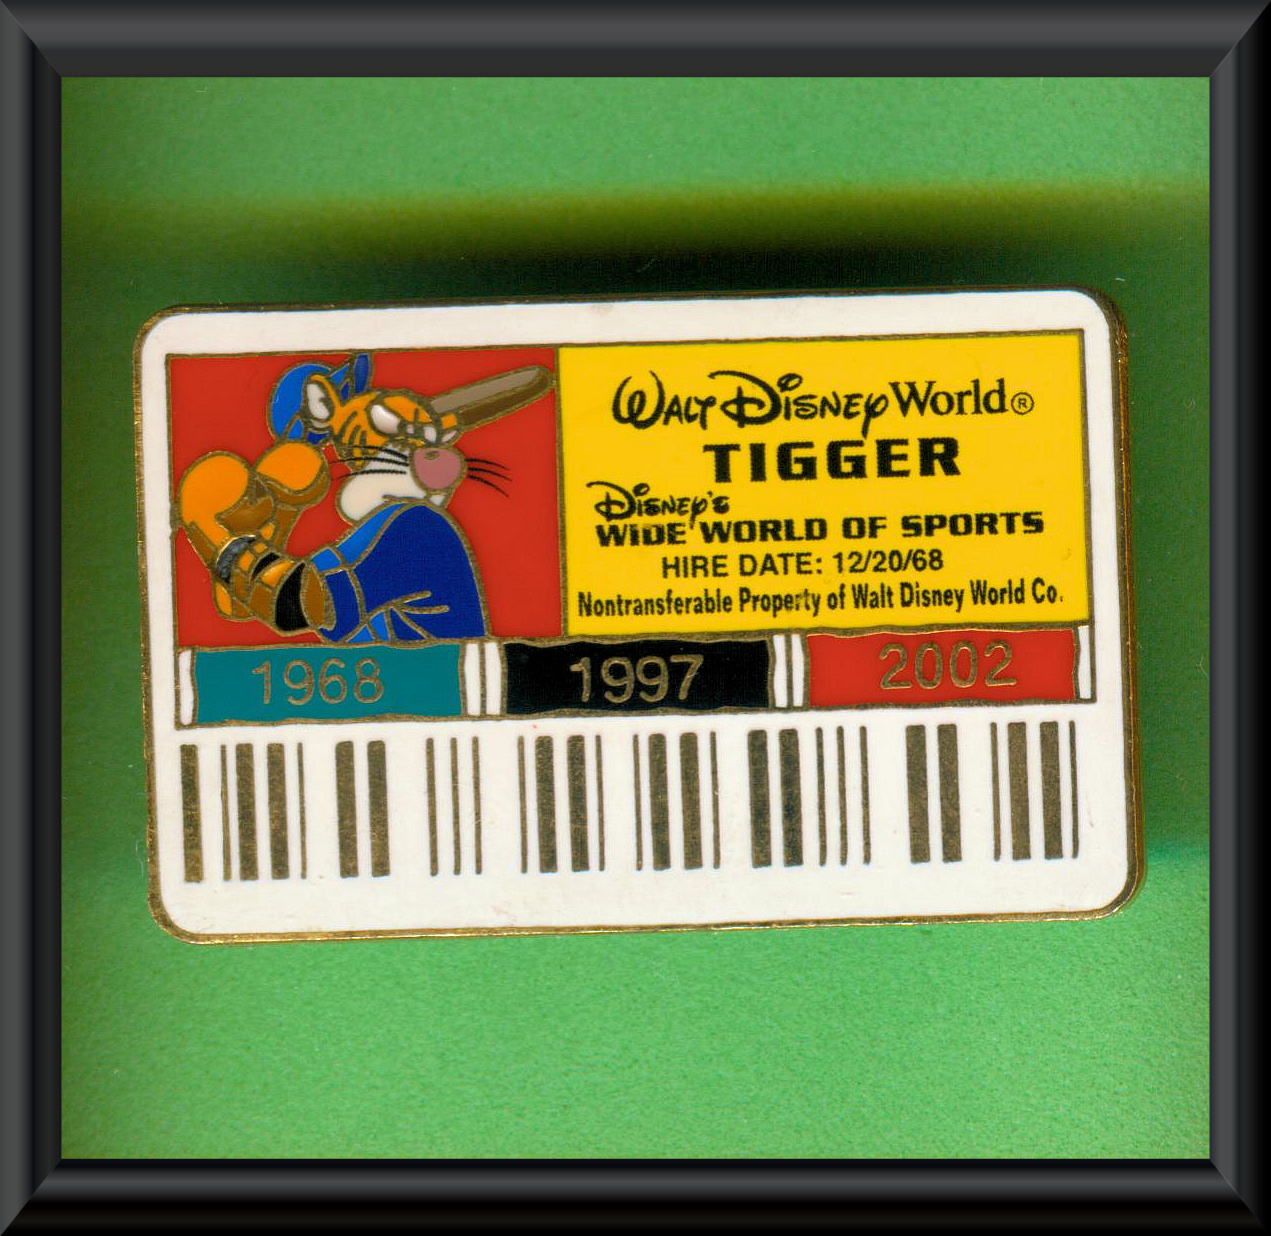 Walt Disney World®
TIGGER
Disney's
WIDE WORLD OF SPORTS
HIRE DATE: 12/20/68
Nontransferable Property of Walt Disney World Co.
1968 1997 2002